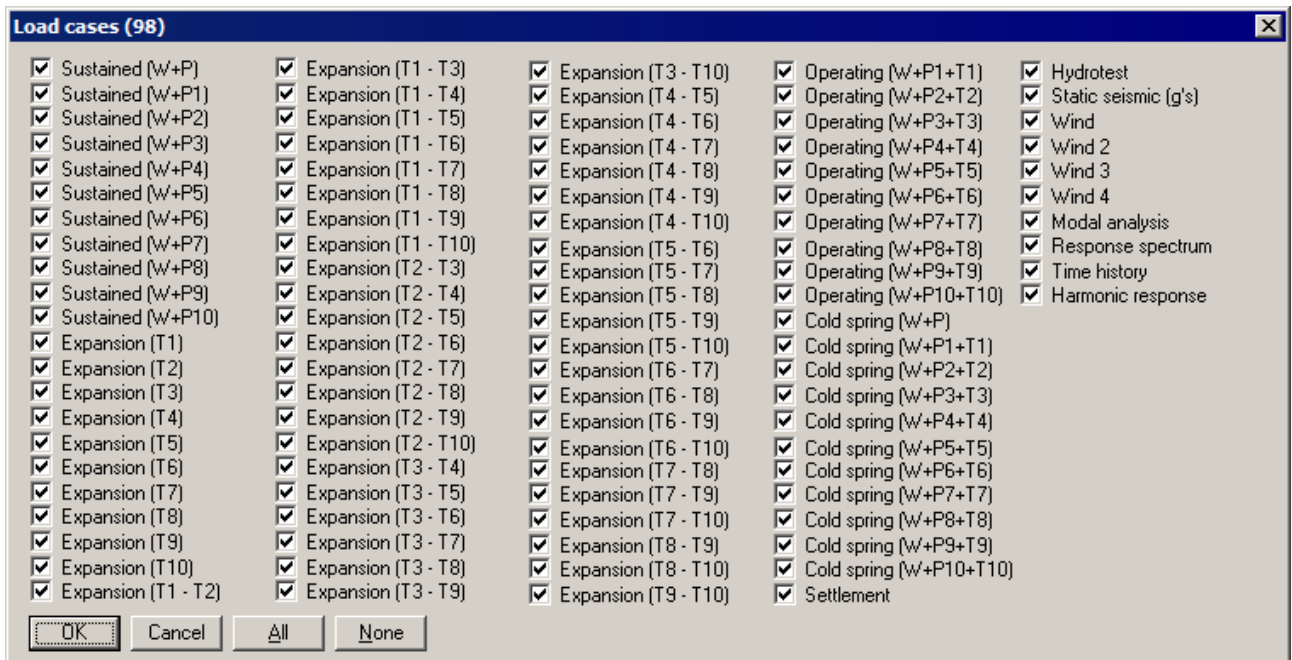 Load cases (98)
Sustained (W+P)
Sustained (W+P1)
Sustained (W+P2)
Sustained (W+P3)
Sustained (W+P4)
Sustained (W+P5)
Sustained (W+P6)
Sustained (W+P7)
Sustained (W+P8)
Sustained (W+P9)
Sustained (W+P10)
Expansion (T1)
Expansion (T2)
Expansion (T3)
Expansion (T4)
Expansion (T5)
Expansion (T6)
Expansion (T7)
Expansion (T8)
Expansion (T9)
Expansion (T10)
Expansion (T1 - T2)
Expansion (T1 - T3)
Expansion (T1 - T4)
Expansion (T1 - T5)
Expansion (T1 - T6)
Expansion (T1 - T7)
Expansion (T1 - T8)
Expansion (T1 - T9)
Expansion (T1 - T10)
Expansion (T2 - T3)
Expansion (T2 - T4)
Expansion (T2 - T5)
Expansion (T2 - T6)
Expansion (T2 - T7)
Expansion (T2 - T8)
Expansion (T2 - T9)
Expansion (T2 - T10)
Expansion (T3 - T4)
Expansion (T3 - T5)
Expansion (T3 - T6)
Expansion (T3 - T7)
Expansion (T3 - T8)
Expansion (T3 - T9)
Expansion (T3 - T10)
Expansion (T4 - T5)
Expansion (T4 - T6)
Expansion (T4 - T7)
Expansion (T4 - T8)
Expansion (T4 - T9)
Expansion (T4 - T10)
Expansion (T5 - T6)
Expansion (T5 - T7)
Expansion (T5 - T8)
Expansion (T5 - T9)
Expansion (T5 - T10)
Expansion (T6 - T7)
Expansion (T6 - T8)
Expansion (T6 - T9)
Expansion (T6 - T10)
Expansion (T7 - T8)
Expansion (T7 - T9)
Expansion (T7 - T10)
Expansion (T8 - T9)
Expansion (T8 - T10)
Expansion (T9 - T10)
Operating (W+P1+T1)
Operating (W+P2+T2)
Operating (W+P3+T3)
Operating (W+P4+T4)
Operating (W+P5+T5)
Operating (W+P6+T6)
Operating (W+P7+T7)
Operating (W+P8+T8)
Operating (W+P9+T9)
Operating (W+P10+T10)
Cold spring (W+P)
Cold spring (W+P1+T1)
Cold spring (W+P2+T2)
Cold spring (W+P3+T3)
Cold spring (W+P4+T4)
Cold spring (W+P5+T5)
Cold spring (W+P6+T6)
Cold spring (W+P7+T7)
Cold spring (W+P8+T8)
Cold spring (W+P9+T9)
Cold spring (W+P10+T10)
Settlement
Hydrotest
Static seismic (g's)
Wind
Wind 2
Wind 3
Wind 4
Modal analysis
Response spectrum
Time history
Harmonic response
OK Cancel All None